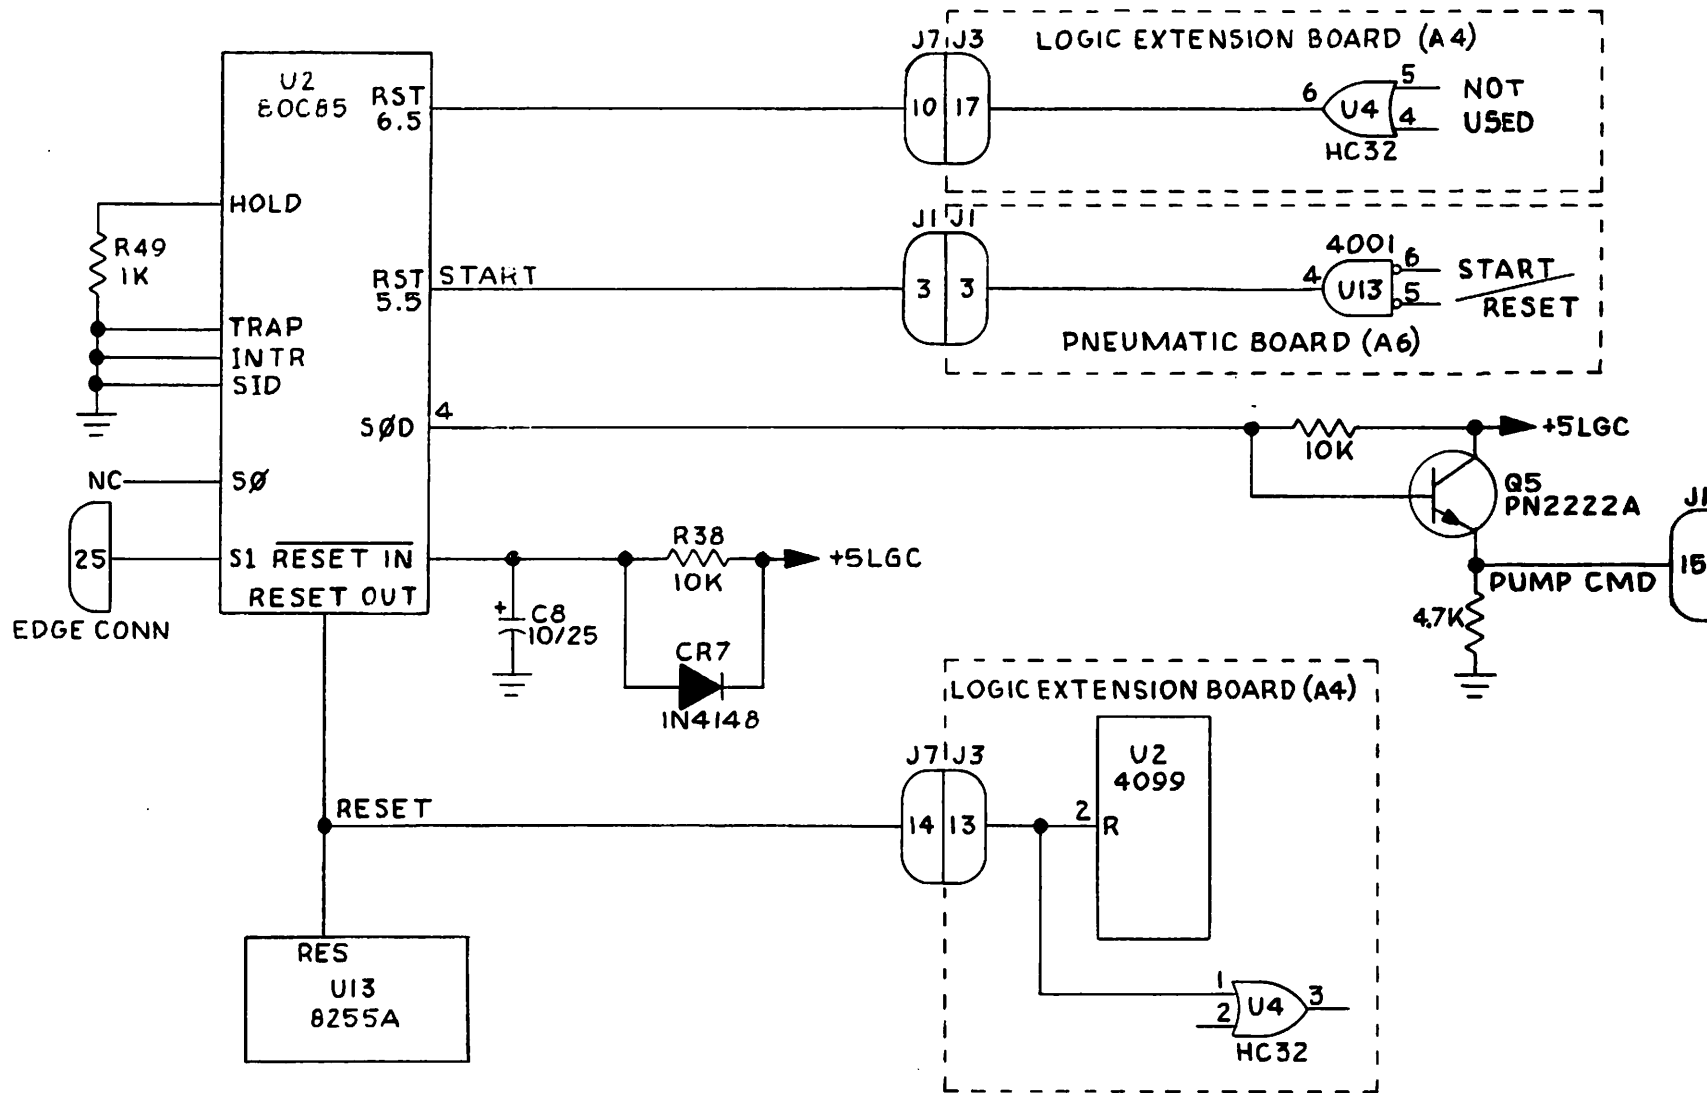 J7 J3
LOGIC EXTENSION BOARD (A4)
U2
80C85
RST
6.5
10 17
6
U4
5
4
NOT
USED
HC32
HOLD
R49
1K
J1 J1
RST
5.5
START
3 3
4001
4
U13
6
5
START
RESET
PNEUMATIC BOARD (A6)
TRAP
INTR
SID
SØD
4
10K
+5LGC
NC
SØ
Q5
PN2222A
J1
15
25
S1
RESET IN
RESET OUT
EDGE CONN
R38
10K
+5LGC
+
C8
10/25
CR7
1N4148
PUMP CMD
4.7K
LOGIC EXTENSION BOARD (A4)
J7 J3
U2
4099
RESET
14 13
2
R
RES
U13
8255A
1
2
U4
3
HC32